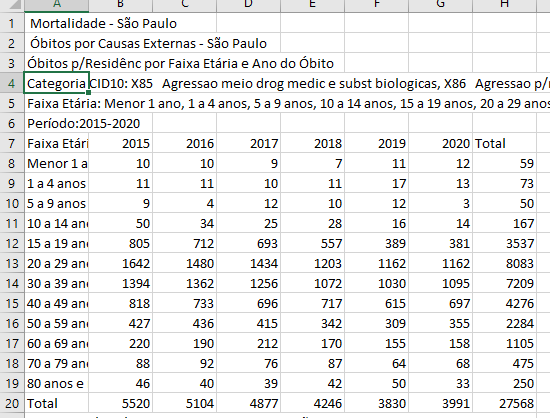 A B C D E F G H
1 Mortalidade - São Paulo
2 Óbitos por Causas Externas - São Paulo
3 Óbitos p/Residênc por Faixa Etária e Ano do Óbito
4 Categoria CID10: X85 Agressao meio drog medic e subst biologicas, X86 Agressao p/
5 Faixa Etária: Menor 1 ano, 1 a 4 anos, 5 a 9 anos, 10 a 14 anos, 15 a 19 anos, 20 a 29 anos
6 Período:2015-2020
7 Faixa Etári 2015 2016 2017 2018 2019 2020 Total
8 Menor 1 a 10 10 9 7 11 12 59
9 1 a 4 anos 11 11 10 11 17 13 73
10 5 a 9 anos 9 4 12 10 12 3 50
11 10 a 14 an 50 34 25 28 16 14 167
12 15 a 19 an 805 712 693 557 389 381 3537
13 20 a 29 an 1642 1480 1434 1203 1162 1162 8083
14 30 a 39 an 1394 1362 1256 1072 1030 1095 7209
15 40 a 49 an 818 733 696 717 615 697 4276
16 50 a 59 an 427 436 415 342 309 355 2284
17 60 a 69 an 220 190 212 170 155 158 1105
18 70 a 79 an 88 92 76 87 64 68 475
19 80 anos e 46 40 39 42 50 33 250
20 Total 5520 5104 4877 4246 3830 3991 27568